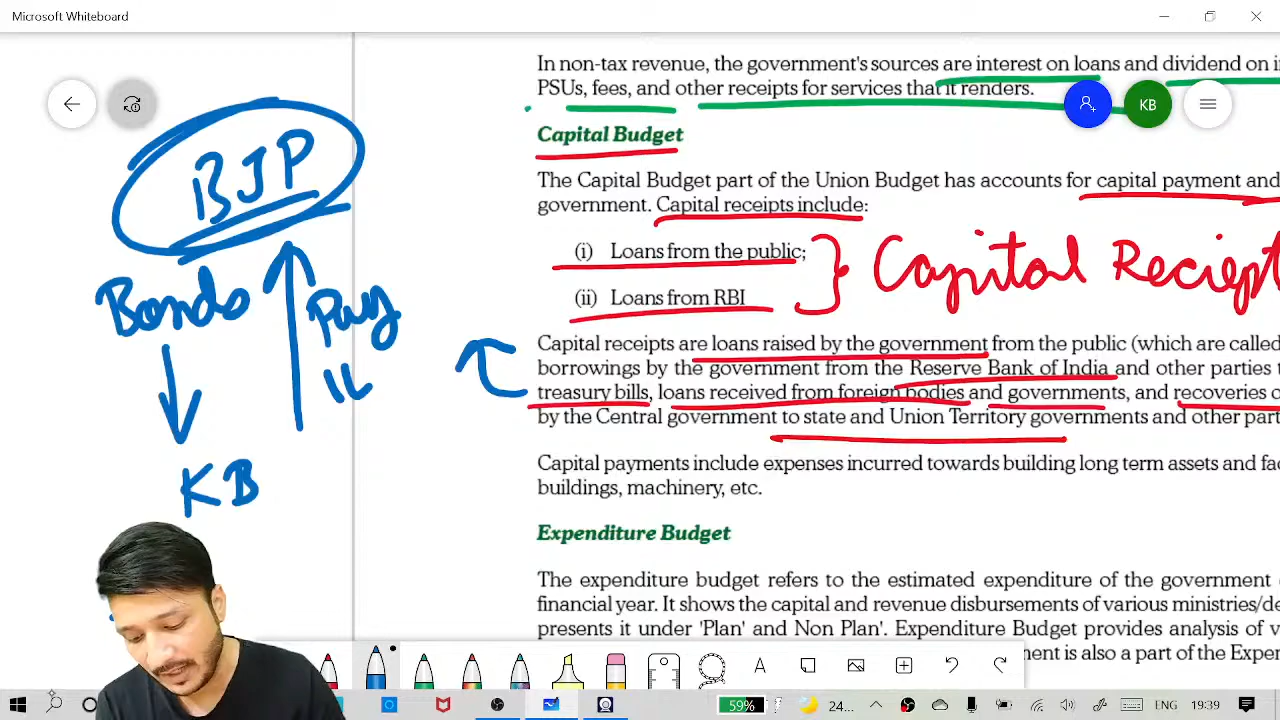 Microsoft Whiteboard
In non-tax revenue, the government's sources are interest on loans and dividend on i
PSUs, fees, and other receipts for services that it renders.
KB
Capital Budget
BJP
The Capital Budget part of the Union Budget has accounts for capital payment and
government. Capital receipts include:
(i) Loans from the public;
Capital Reciept
(ii) Loans from RBI
Bonds
Pay
Capital receipts are loans raised by the government from the public (which are called
borrowings by the government from the Reserve Bank of India and other parties t
treasury bills, loans received from foreign bodies and governments, and recoveries o
by the Central government to state and Union Territory governments and other part
KB
Capital payments include expenses incurred towards building long term assets and fac
buildings, machinery, etc.
Expenditure Budget
The expenditure budget refers to the estimated expenditure of the government
financial year. It shows the capital and revenue disbursements of various ministries/de
presents it under 'Plan' and Non Plan'. Expenditure Budget provides analysis of v
ment is also a part of the Expen
59%
24...
ENG
19:39